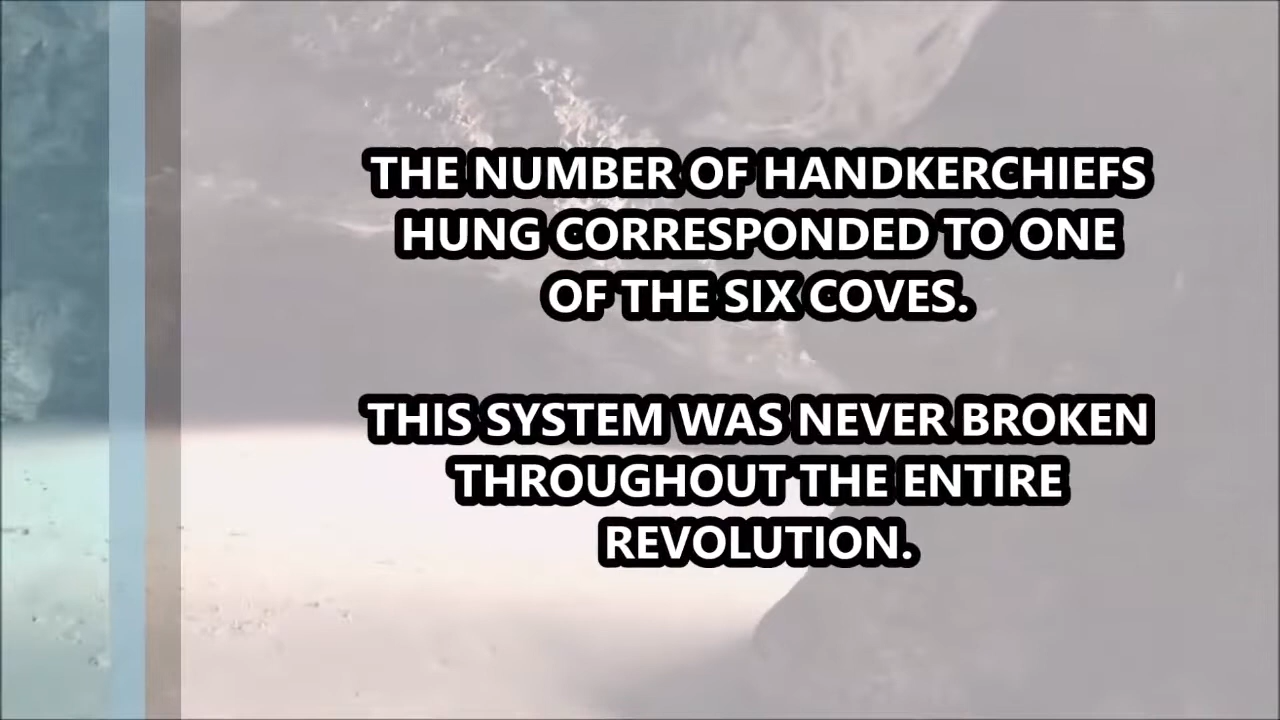 THE NUMBER OF HANDKERCHIEFS
HUNG CORRESPONDED TO ONE
OF THE SIX COVES.
THIS SYSTEM WAS NEVER BROKEN
THROUGHOUT THE ENTIRE
REVOLUTION.